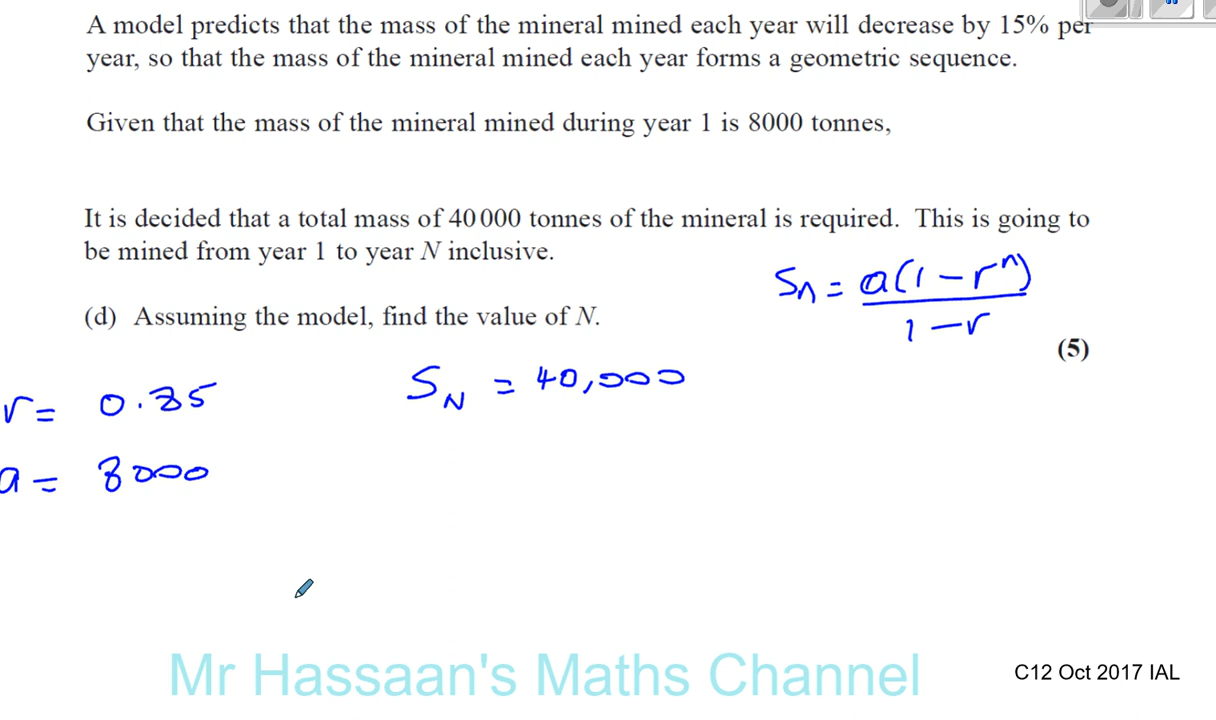 A model predicts that the mass of the mineral mined each year will decrease by 15% per
year, so that the mass of the mineral mined each year forms a geometric sequence.
Given that the mass of the mineral mined during year 1 is 8000 tonnes,
It is decided that a total mass of 40 000 tonnes of the mineral is required. This is going to
be mined from year 1 to year N inclusive.
Sn = a(1 − rⁿ)
1 − r
(d) Assuming the model, find the value of N.
(5)
r = 0.85
S_N = 40,000
a = 8000
Mr Hassaan's Maths Channel
C12 Oct 2017 IAL